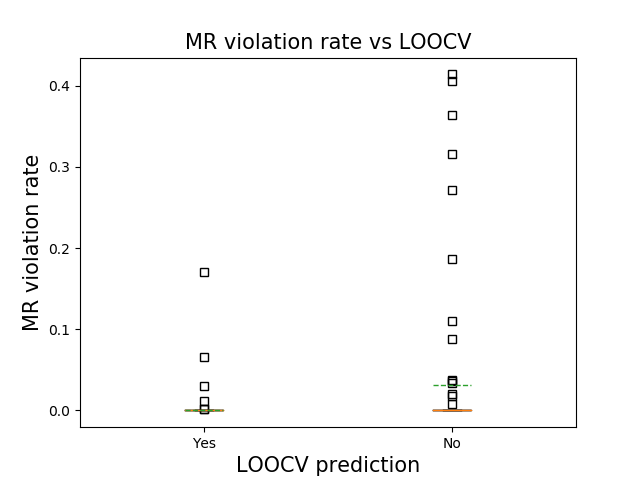 MR violation rate vs LOOCV
MR violation rate
0.4
0.3
0.2
0.1
0.0
Yes
No
LOOCV prediction